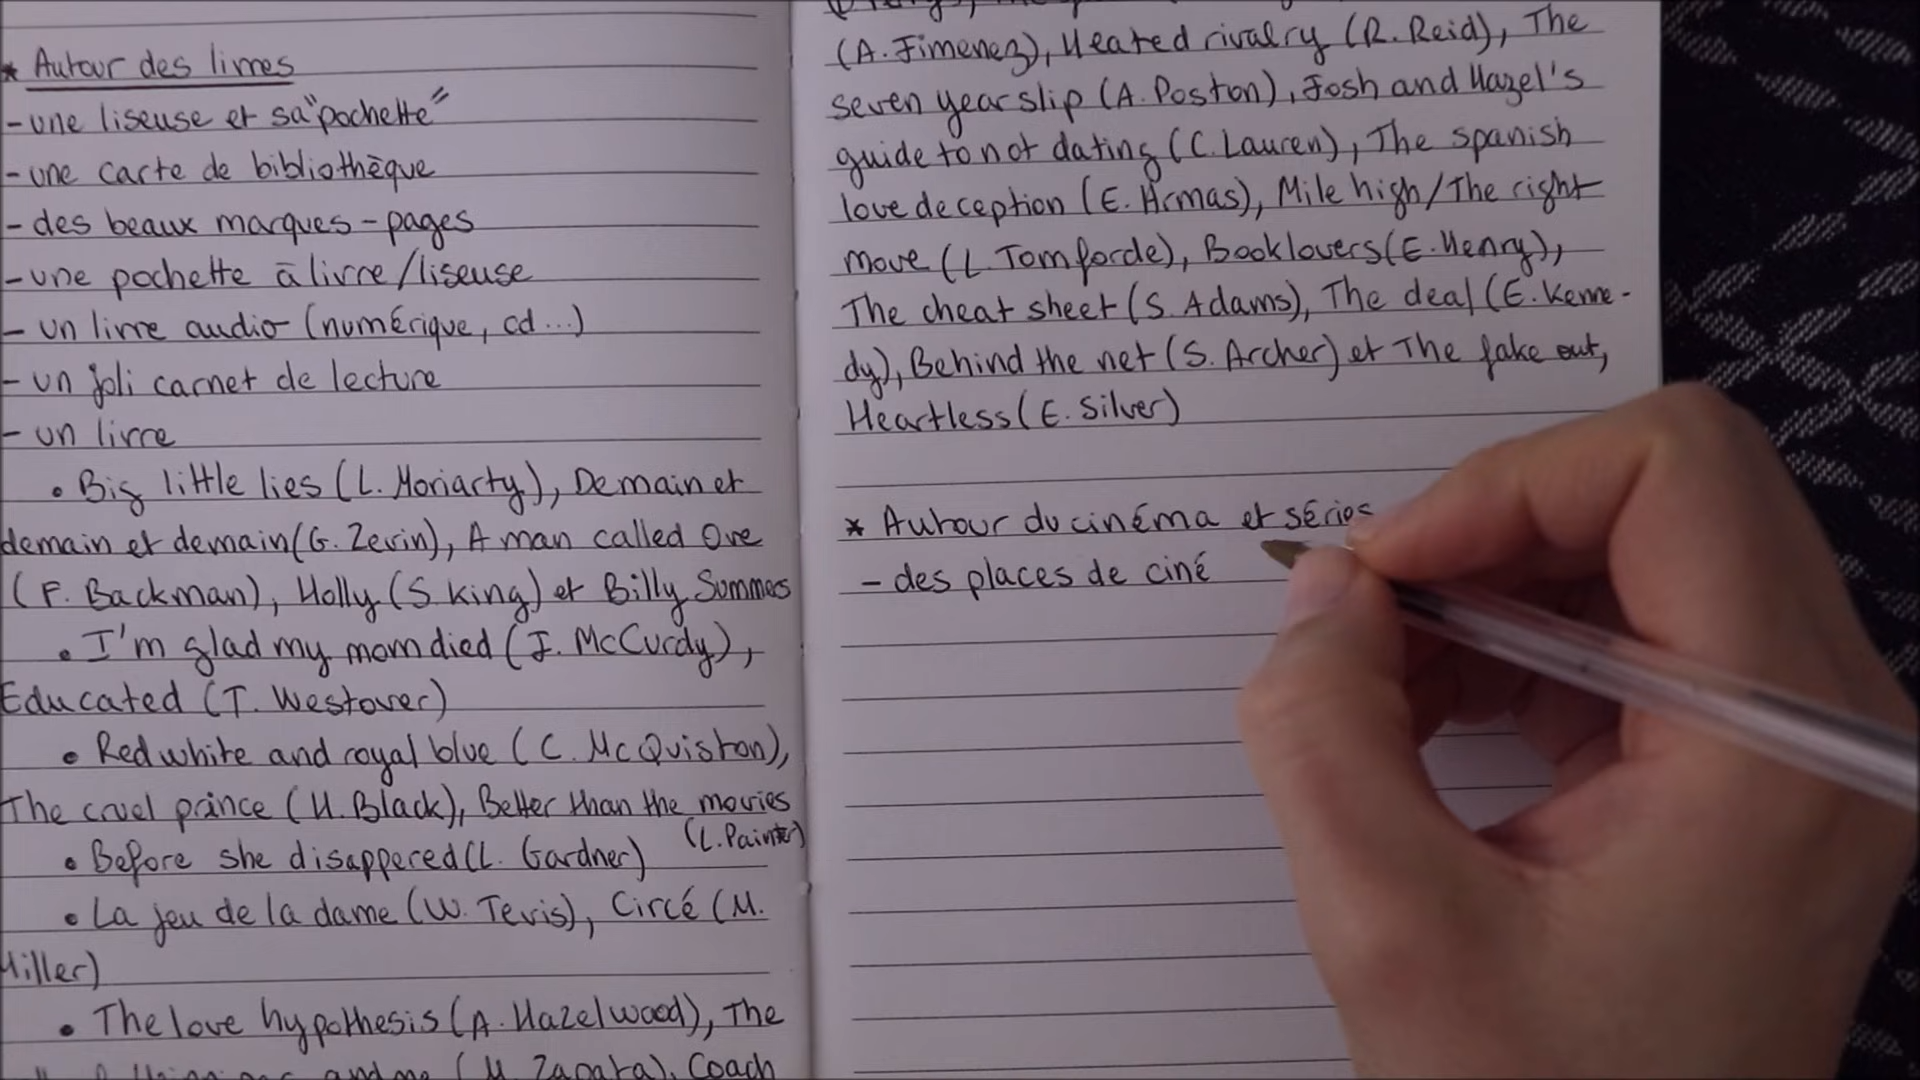 * Autour des livres
- une liseuse et sa "pochette"
- une carte de bibliothèque
- des beaux marques-pages
- une pochette à livre/liseuse
- un livre audio (numérique, cd...)
- un joli carnet de lecture
- un livre
• Big little lies (L. Moriarty), Demain et
demain et demain (G. Zevin), A man called Ove
(F. Backman), Holly (S. King) et Billy Summers
• I'm glad my mom died (J. McCurdy),
Educated (T. Westover)
• Red white and royal blue (C. McQuiston),
The cruel prince (H. Black), Better than the movies
(L. Painter)
• Before she disappered (L. Gardner)
• La jeu de la dame (W. Tevis), Circé (M.
Miller)
• The love hypothesis (A. Hazelwood), The
and me (M. Zapata), Coach
(A. Jimenez), Heated rivalry (R. Reid), The
seven year slip (A. Poston), Josh and Hazel's
guide to not dating (C. Lauren), The spanish
love deception (E. Armas), Mile high/The right
move (L. Tomforde), Book lovers (E. Henry),
The cheat sheet (S. Adams), The deal (E. Kenne-
dy), Behind the net (S. Archer) et The fake out,
Heartless (E. Silver)
* Autour du cinéma et séries
- des places de ciné